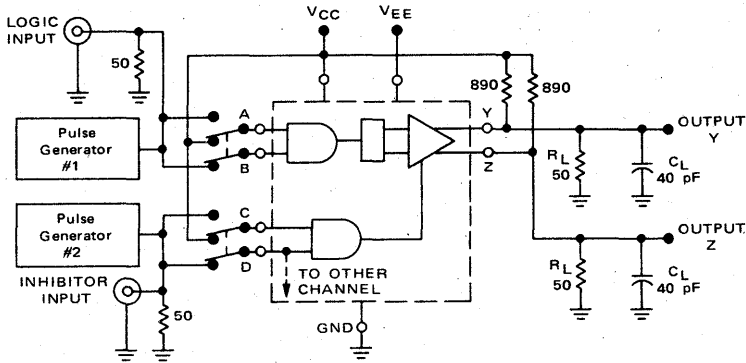 LOGIC
INPUT
50
VCC
VEE
890
890
Pulse
Generator
#1
A
B
Y
Z
OUTPUT
Y
RL
50
CL
40 pF
Pulse
Generator
#2
C
D
TO OTHER
CHANNEL
OUTPUT
Z
INHIBITOR
INPUT
50
GND
RL
50
CL
40 pF